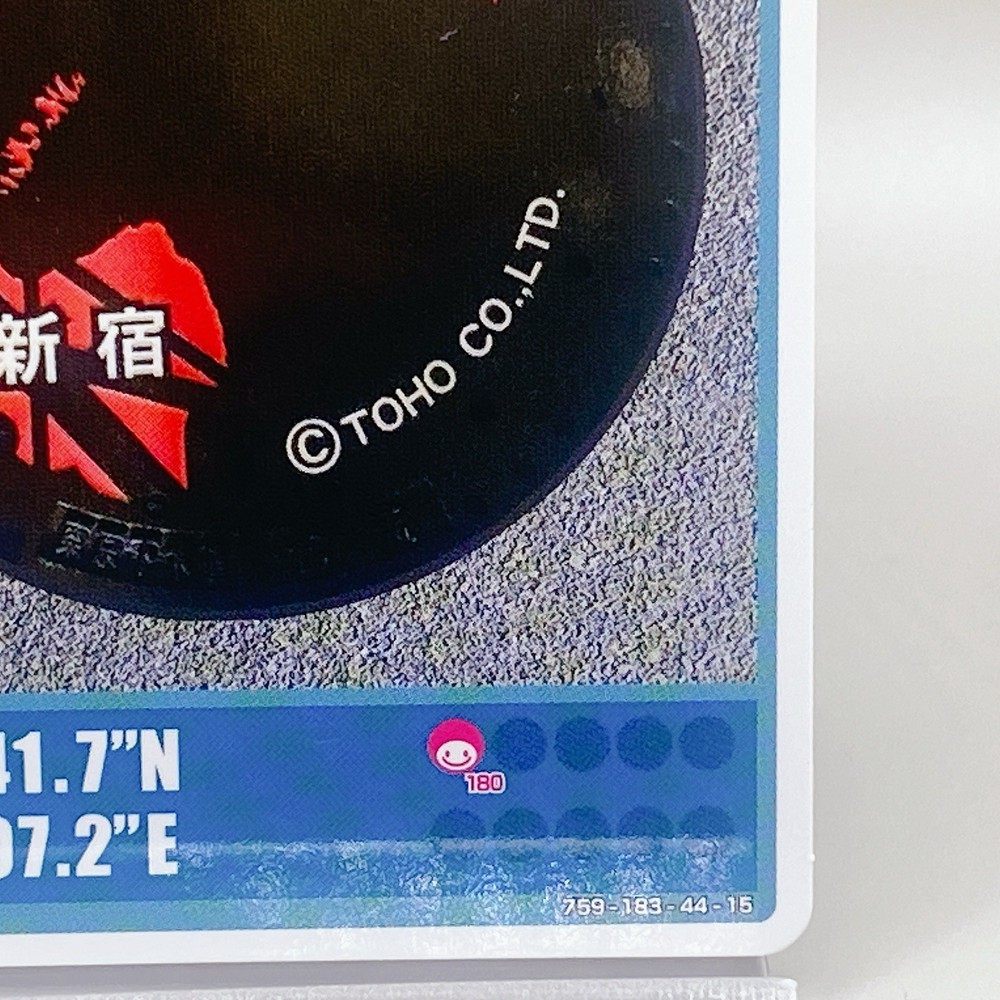 新宿
©TOHO CO.,LTD.
41.7”N
180
07.2”E
759-183-44-15